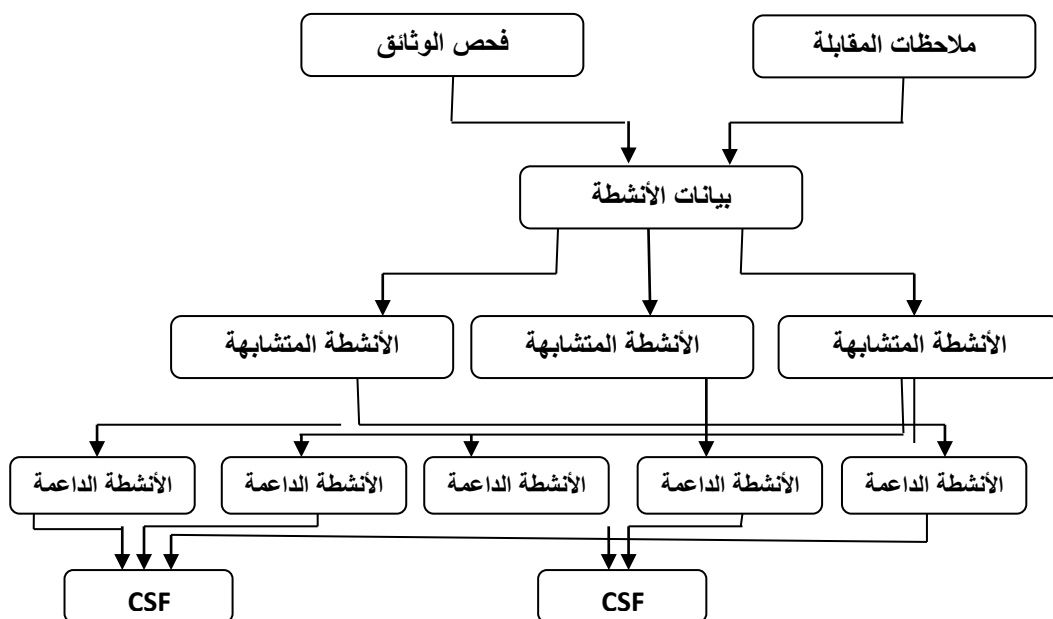 ملاحظات المقابلة
فحص الوثائق
بيانات الأنشطة
الأنشطة المتشابهة
الأنشطة المتشابهة
الأنشطة المتشابهة
الأنشطة الداعمة
الأنشطة الداعمة
الأنشطة الداعمة
الأنشطة الداعمة
الأنشطة الداعمة
CSF
CSF